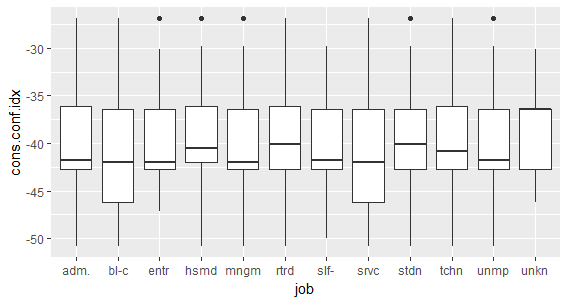 cons.conf.idx
-30
-35
-40
-45
-50
adm. bl-c entr hsmd mngm rtrd slf- srvc stdn tchn unmp unkn
job